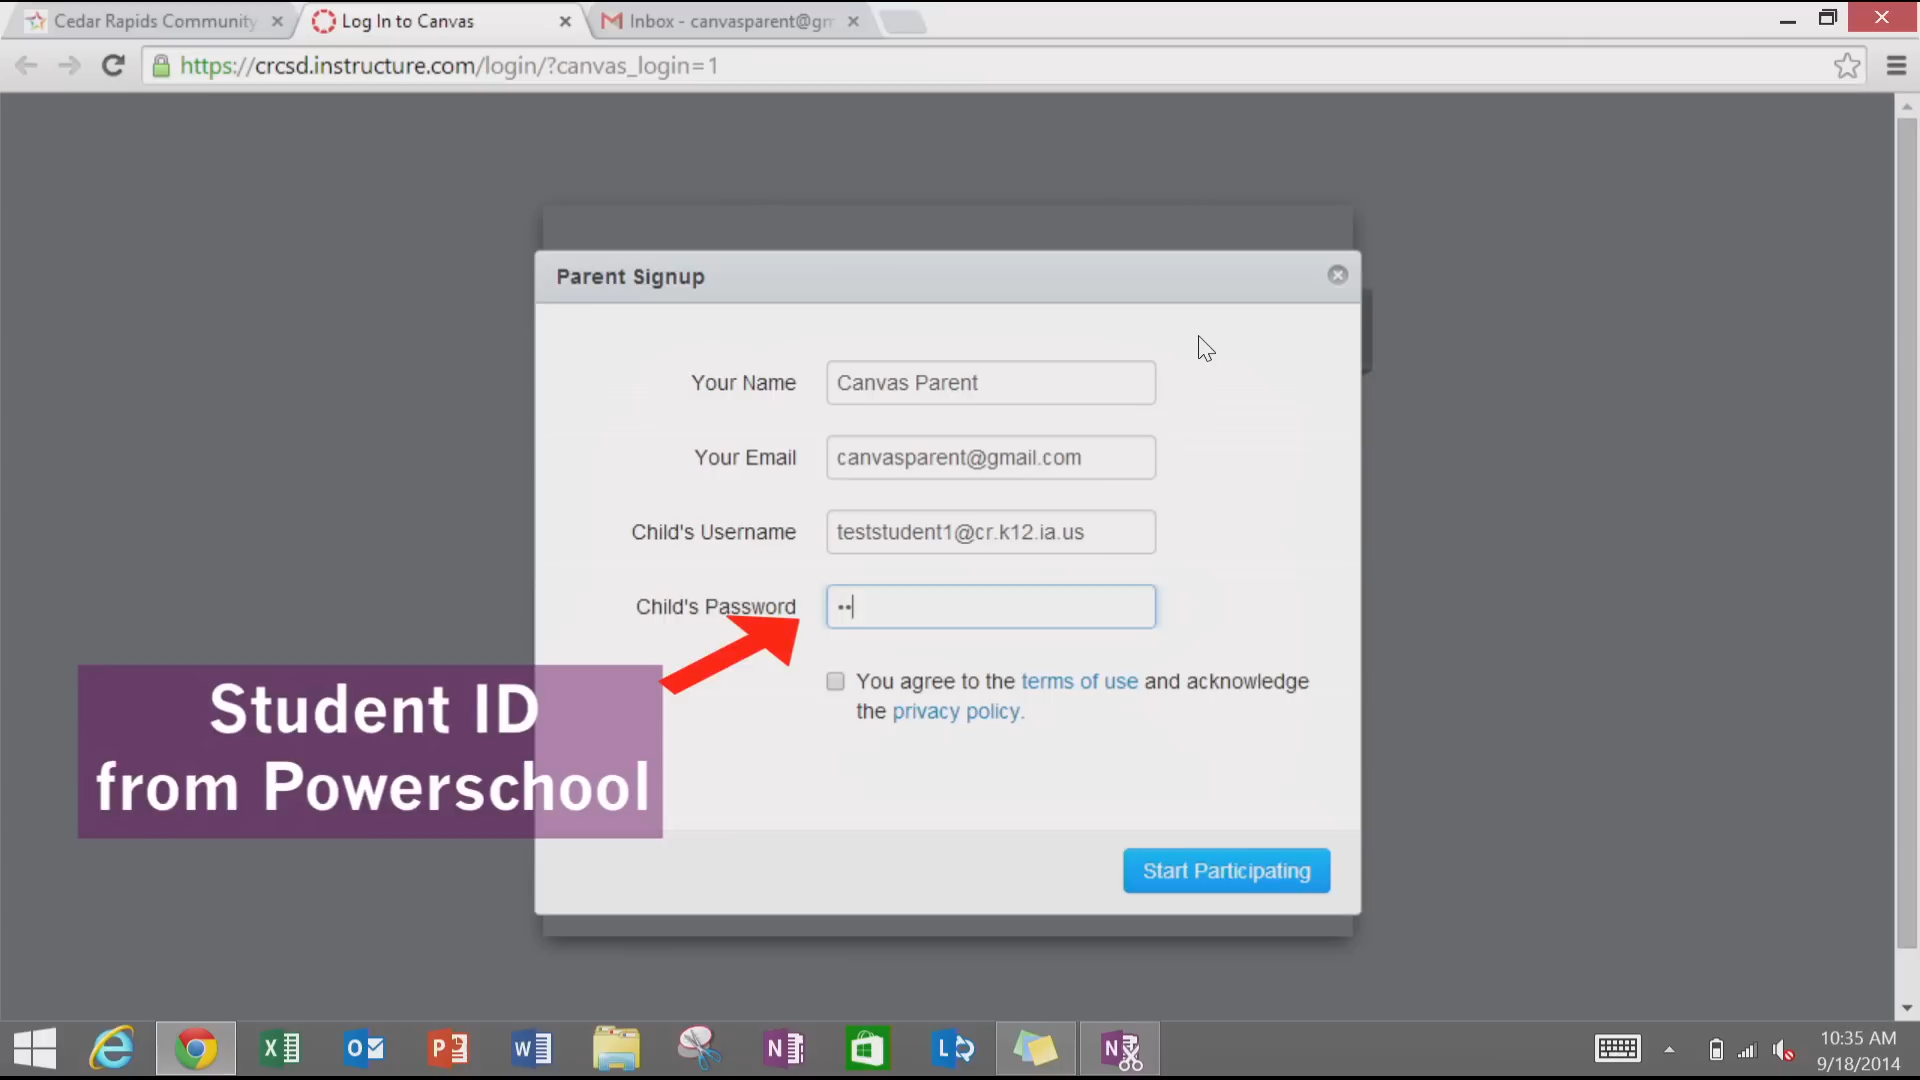 Cedar Rapids Community
Log In to Canvas
Inbox - canvasparent@gm
https://crcsd.instructure.com/login/?canvas_login=1
Parent Signup
Your Name
Canvas Parent
Your Email
canvasparent@gmail.com
Child's Username
teststudent1@cr.k12.ia.us
Child's Password
You agree to the terms of use and acknowledge
the privacy policy.
Student ID
from Powerschool
Start Participating
10:35 AM
9/18/2014